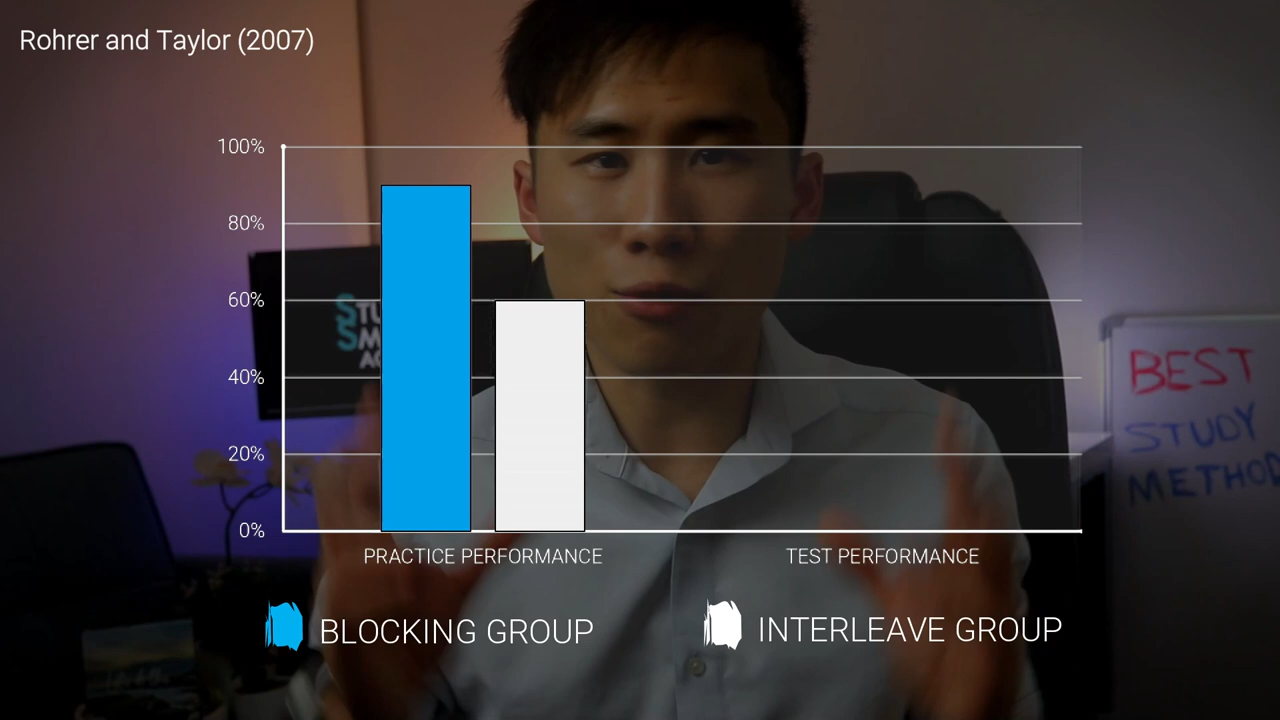 Rohrer and Taylor (2007)
100%
80%
60%
40%
20%
0%
PRACTICE PERFORMANCE
TEST PERFORMANCE
BLOCKING GROUP
INTERLEAVE GROUP
BEST
STUDY